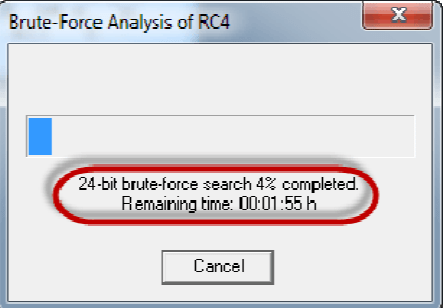 Brute-Force Analysis of RC4
24-bit brute-force search 4% completed.
Remaining time: 00:01:55 h
Cancel